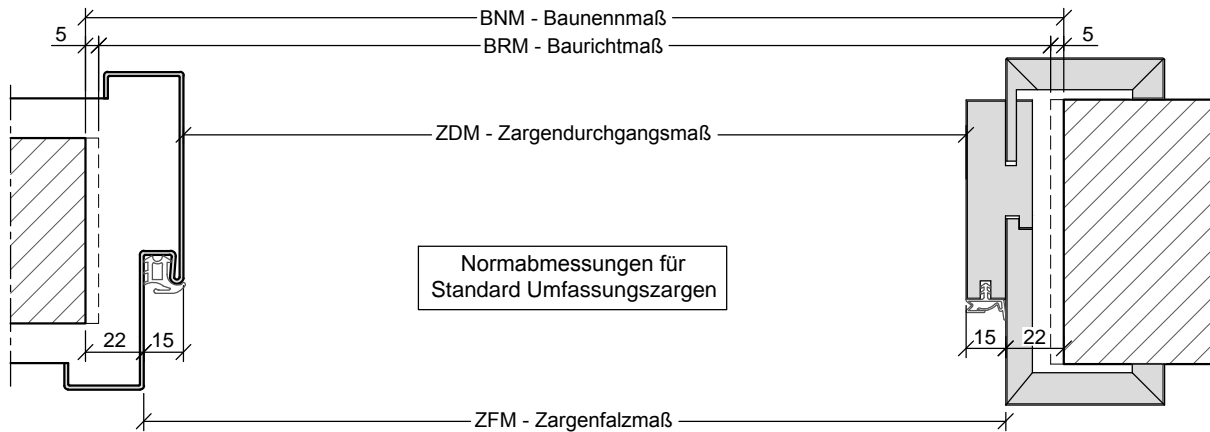 BNM - Baunennmaß
5
BRM - Baurichtmaß
5
ZDM - Zargendurchgangsmaß
Normabmessungen für
Standard Umfassungszargen
22
15
15
22
ZFM - Zargenfalzmaß